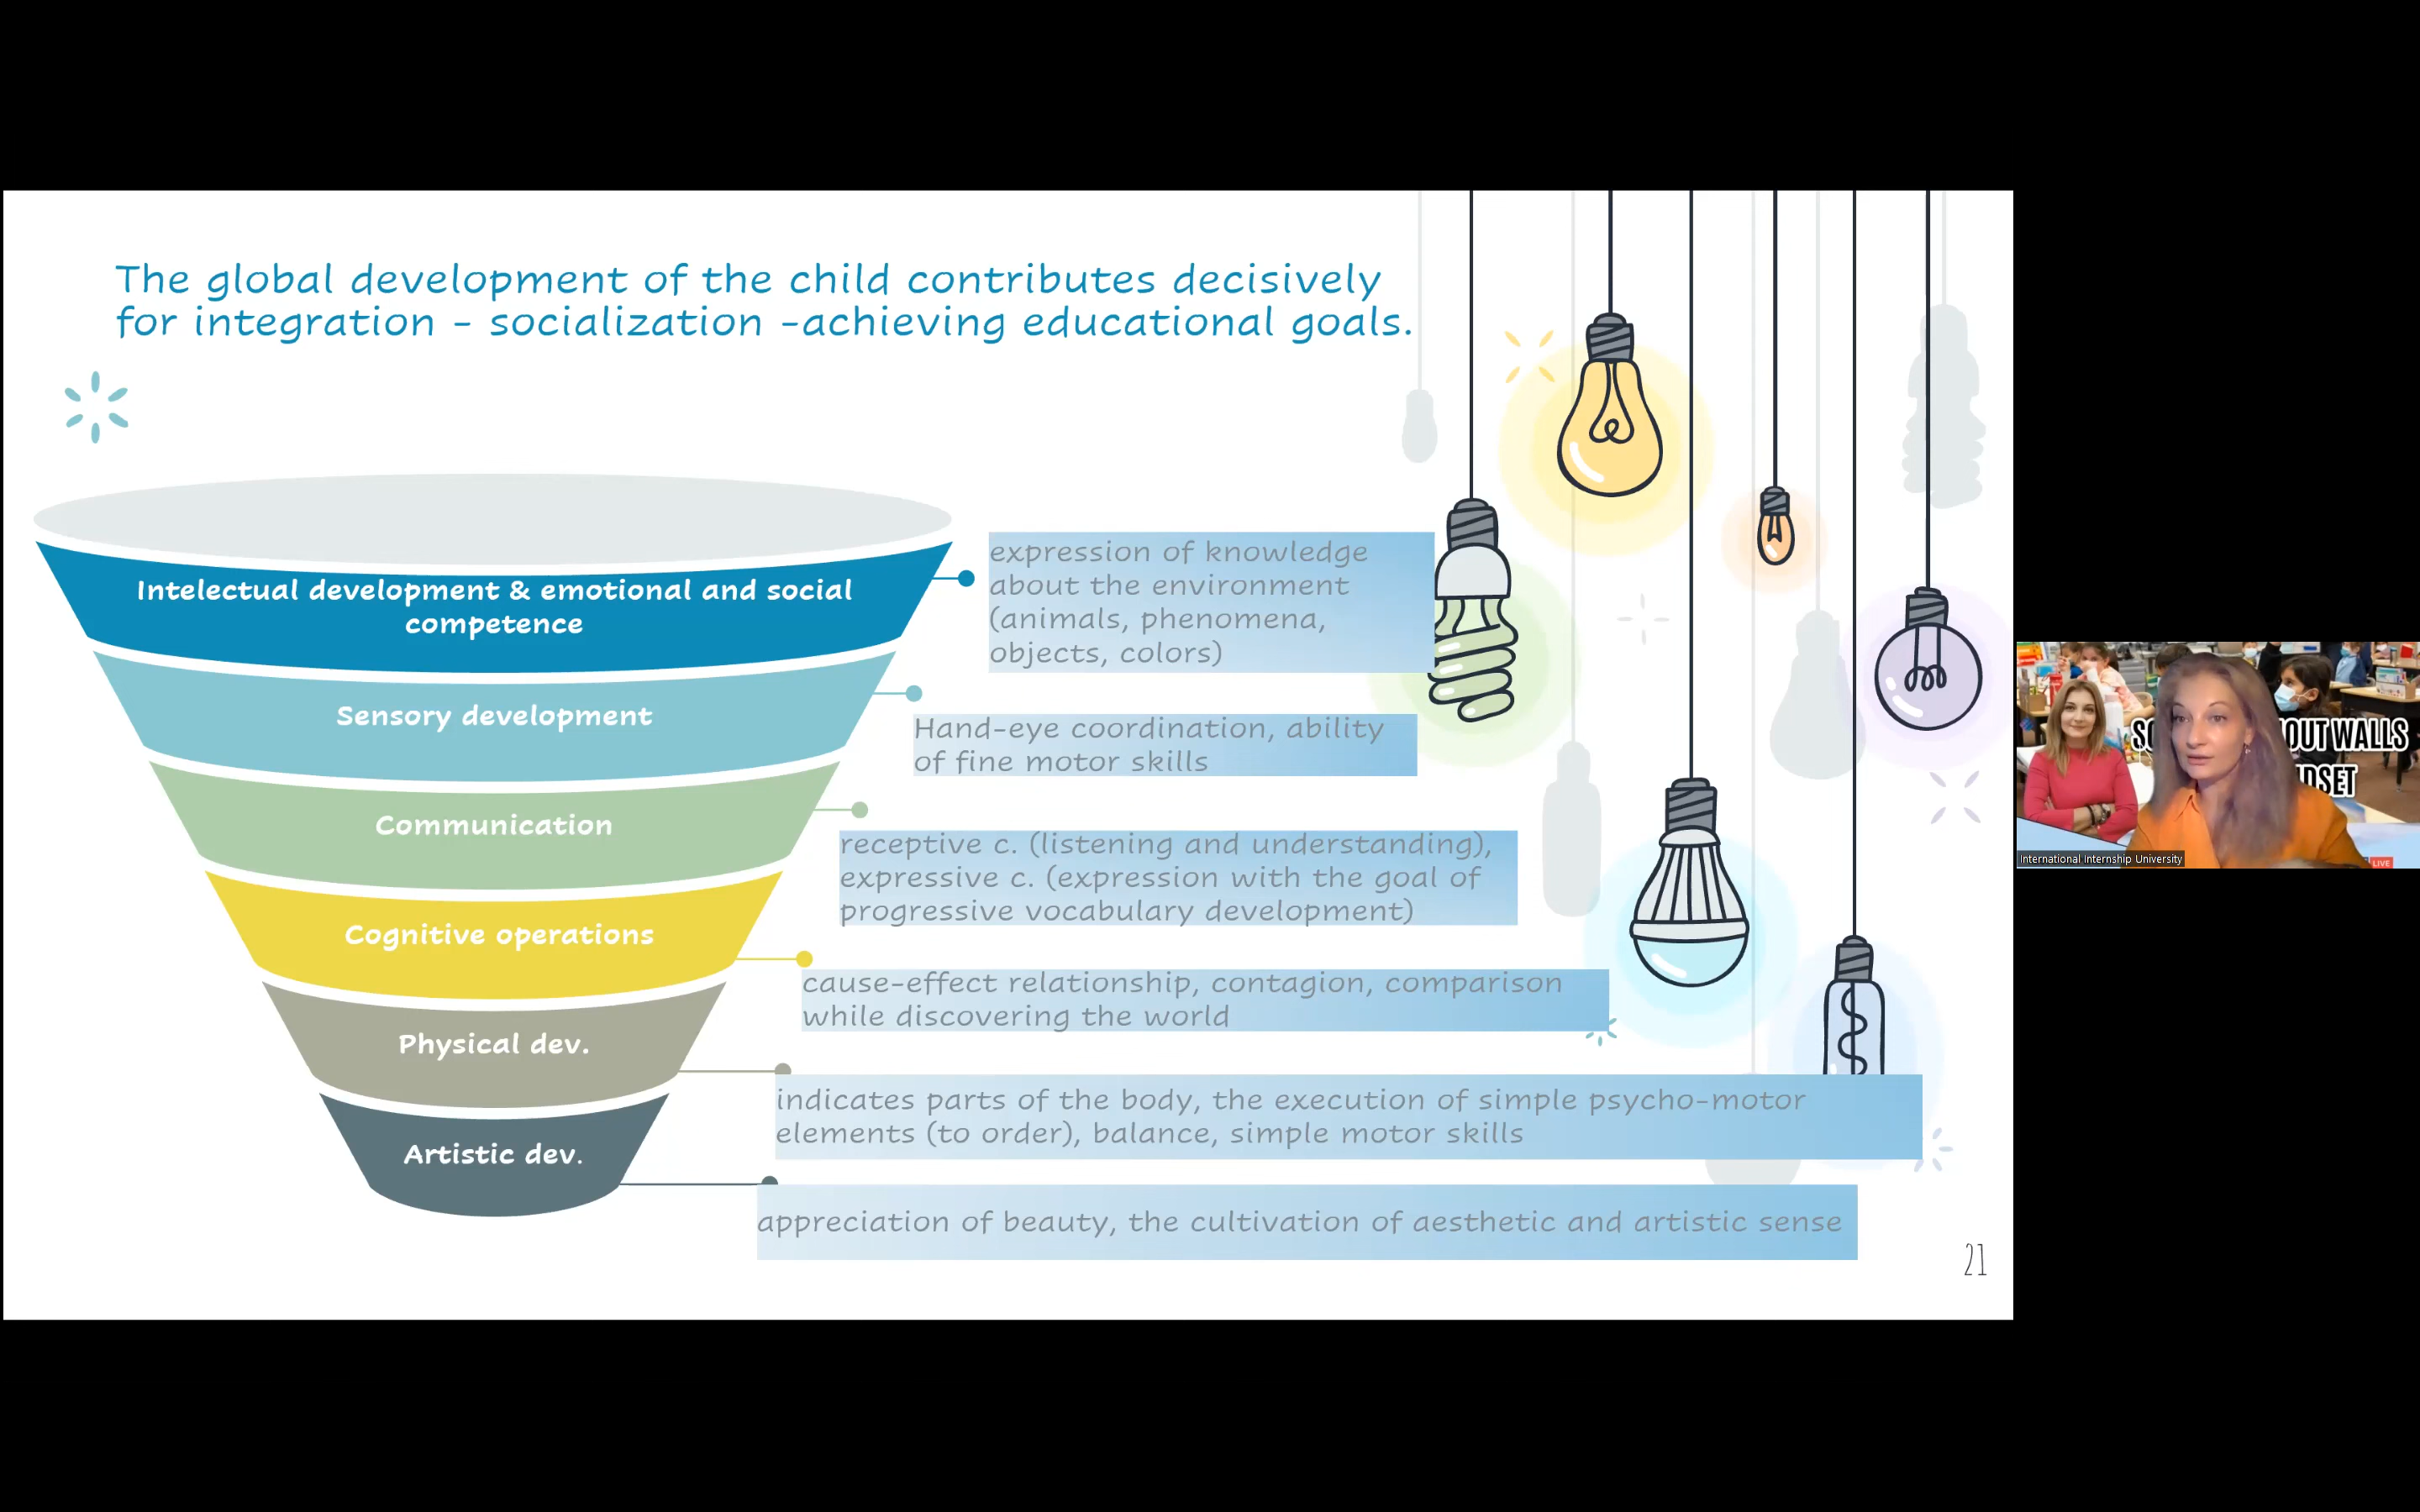 The global development of the child contributes decisively
for integration - socialization -achieving educational goals.
Intelectual development & emotional and social
competence
expression of knowledge
about the environment
(animals, phenomena,
objects, colors)
Sensory development
Hand-eye coordination, ability
of fine motor skills
Communication
receptive c. (listening and understanding),
expressive c. (expression with the goal of
progressive vocabulary development)
Cognitive operations
cause-effect relationship, contagion, comparison
while discovering the world
Physical dev.
indicates parts of the body, the execution of simple psycho-motor
elements (to order), balance, simple motor skills
Artistic dev.
appreciation of beauty, the cultivation of aesthetic and artistic sense
21
WALLS
International Internship University
LIVE